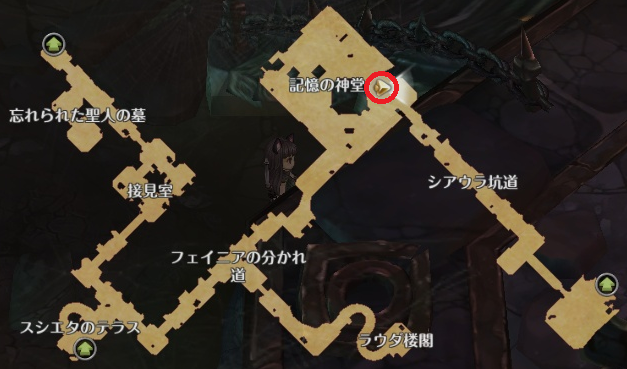 記憶の神堂
忘れられた聖人の墓
シアウラ坑道
接見室
フェイニアの分かれ
道
スシエタのテラス
ラウダ楼閣